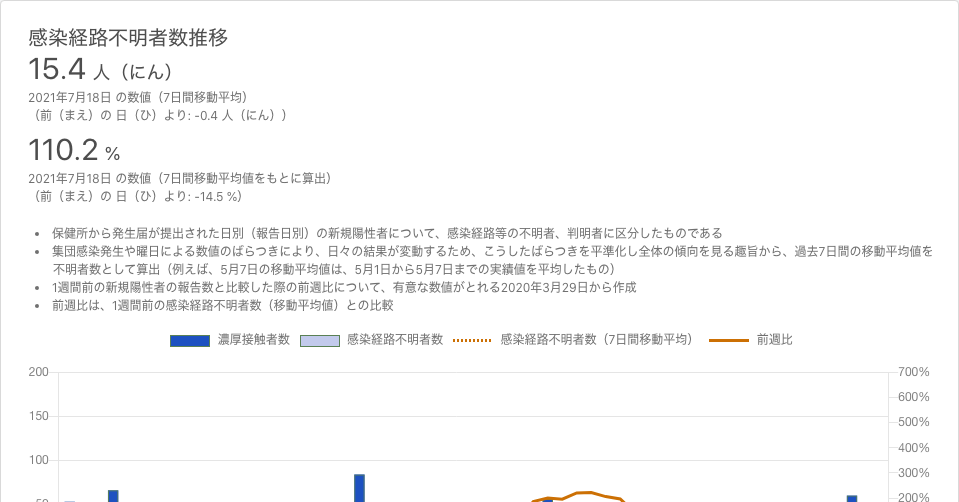 感染経路不明者数推移
15.4 人（にん）
2021年7月18日 の数値（7日間移動平均）
（前（まえ）の 日（ひ）より: -0.4 人（にん））
110.2 %
2021年7月18日 の数値（7日間移動平均値をもとに算出）
（前（まえ）の 日（ひ）より: -14.5 %）
• 保健所から発生届が提出された日別（報告日別）の新規陽性者について、感染経路等の不明者、判明者に区分したものである
• 集団感染発生や曜日による数値のばらつきにより、日々の結果が変動するため、こうしたばらつきを平準化し全体の傾向を見る趣旨から、過去7日間の移動平均値を
不明者数として算出（例えば、5月7日の移動平均値は、5月1日から5月7日までの実績値を平均したもの）
• 1週間前の新規陽性者の報告数と比較した際の前週比について、有意な数値がとれる2020年3月29日から作成
• 前週比は、1週間前の感染経路不明者数（移動平均値）との比較
濃厚接触者数 感染経路不明者数 感染経路不明者数（7日間移動平均） 前週比
200 700%
600%
150 500%
400%
100 300%
50 200%